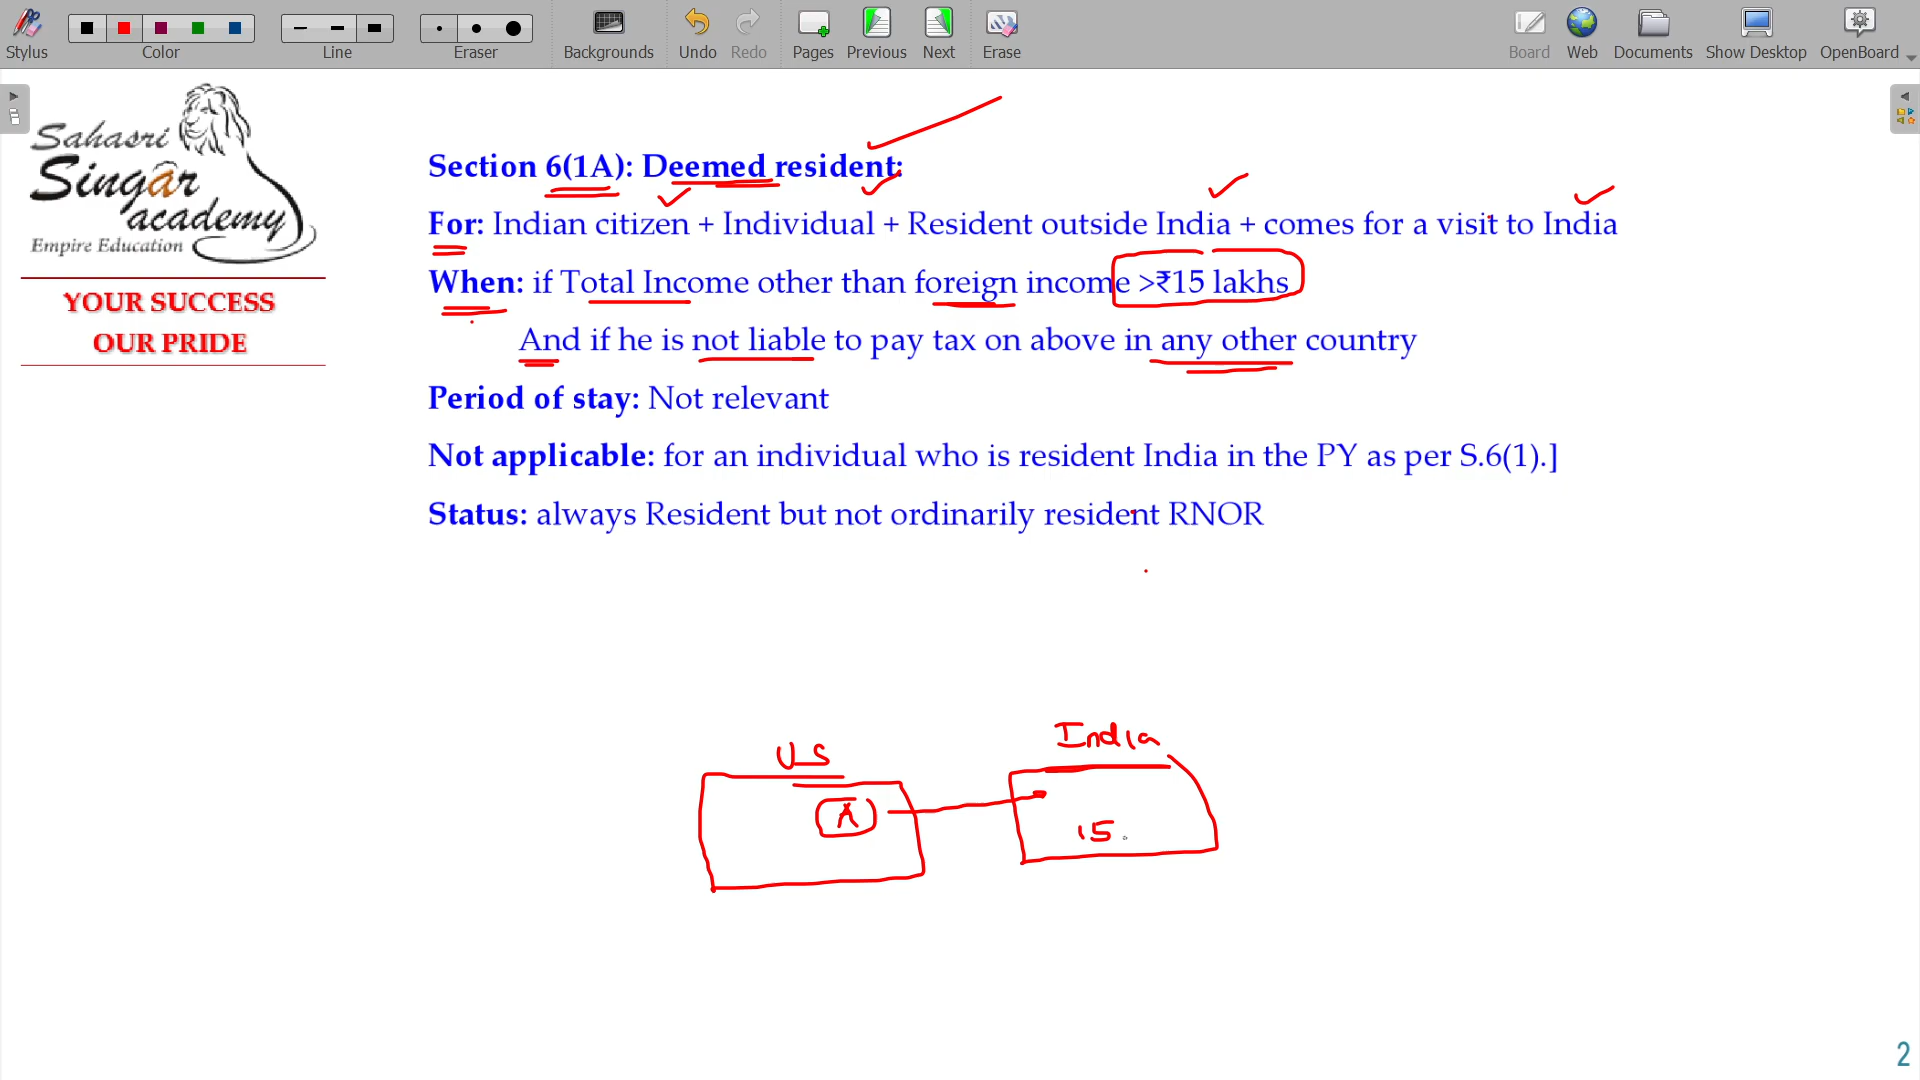 Stylus Color Line Eraser Backgrounds Undo Redo Pages Previous Next Erase Board Web Documents Show Desktop OpenBoard
Sahasri
Singar
academy
Empire Education
YOUR SUCCESS
OUR PRIDE
Section 6(1A): Deemed resident:
For: Indian citizen + Individual + Resident outside India + comes for a visit to India
When: if Total Income other than foreign income >₹15 lakhs
And if he is not liable to pay tax on above in any other country
Period of stay: Not relevant
Not applicable: for an individual who is resident India in the PY as per S.6(1).]
Status: always Resident but not ordinarily resident RNOR
US
India
A
15
2